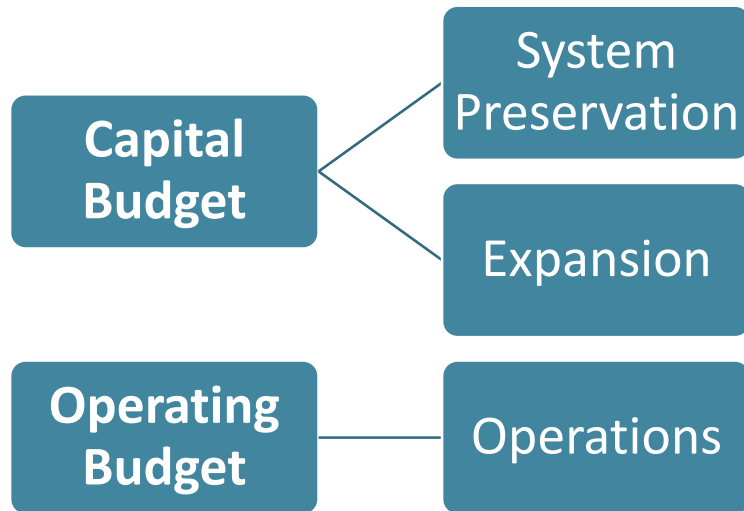 Capital
Budget
System
Preservation
Expansion
Operating
Budget
Operations